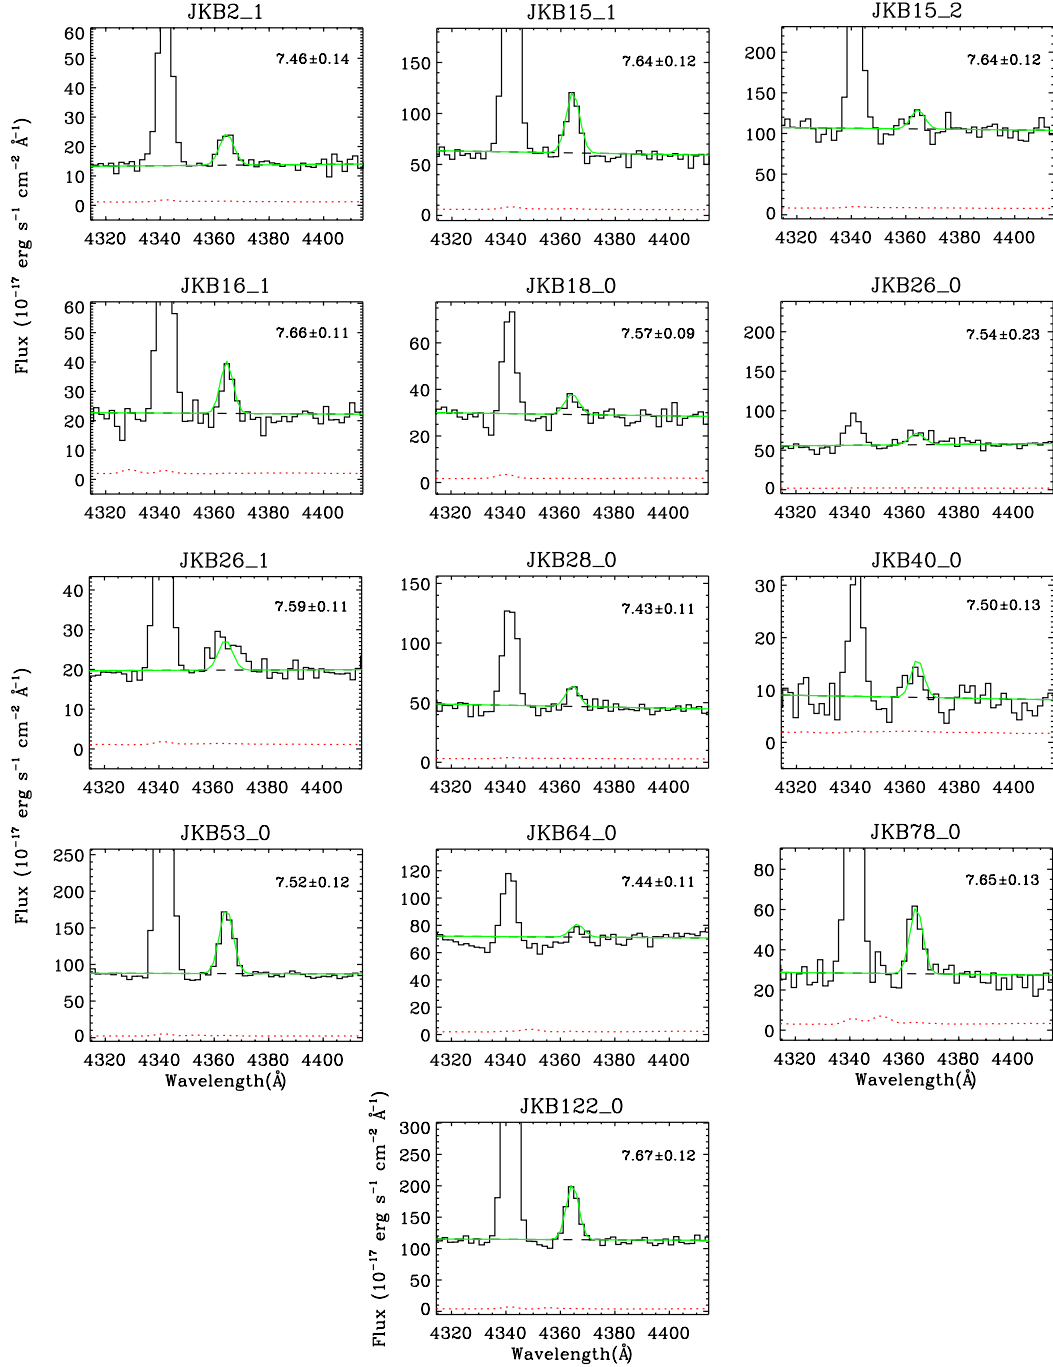 JKB2_1 JKB15_1 JKB15_2
60 50 40 30 20 10 0
7.46±0.14
4320 4340 4360 4380 4400
150 100 50 0
7.64±0.12
4320 4340 4360 4380 4400
200 150 100 50 0
7.64±0.12
4320 4340 4360 4380 4400
Flux (10⁻¹⁷ erg s⁻¹ cm⁻² Å⁻¹)
JKB16_1 JKB18_0 JKB26_0
60 50 40 30 20 10 0
7.66±0.11
4320 4340 4360 4380 4400
60 40 20 0
7.57±0.09
4320 4340 4360 4380 4400
200 150 100 50 0
7.54±0.23
4320 4340 4360 4380 4400
JKB26_1 JKB28_0 JKB40_0
40 30 20 10 0
7.59±0.11
4320 4340 4360 4380 4400
150 100 50 0
7.43±0.11
4320 4340 4360 4380 4400
30 20 10 0
7.50±0.13
4320 4340 4360 4380 4400
Flux (10⁻¹⁷ erg s⁻¹ cm⁻² Å⁻¹)
JKB53_0 JKB64_0 JKB78_0
250 200 150 100 50 0
7.52±0.12
4320 4340 4360 4380 4400
Wavelength(Å)
120 100 80 60 40 20 0
7.44±0.11
4320 4340 4360 4380 4400
80 60 40 20 0
7.65±0.13
4320 4340 4360 4380 4400
Wavelength(Å)
JKB122_0
300 250 200 150 100 50 0
7.67±0.12
4320 4340 4360 4380 4400
Flux (10⁻¹⁷ erg s⁻¹ cm⁻² Å⁻¹)
Wavelength(Å)